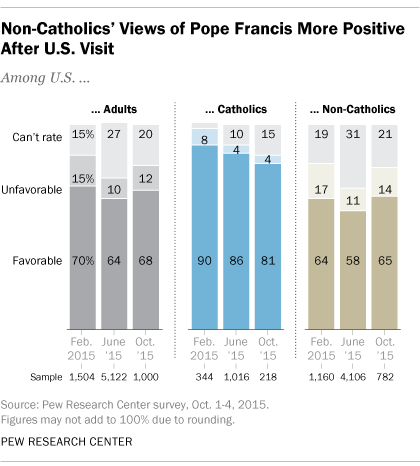 Non-Catholics’ Views of Pope Francis More Positive
After U.S. Visit
Among U.S. ...
... Adults ... Catholics ... Non-Catholics
Can’t rate 15% 27 20 10 15 19 31 21
Unfavorable 15% 10 12 8 4 4 17 11 14
Favorable 70% 64 68 90 86 81 64 58 65
Feb. June Oct. Feb. June Oct. Feb. June Oct.
2015 ’15 ’15 2015 ’15 ’15 2015 ’15 ’15
Sample 1,504 5,122 1,000 344 1,016 218 1,160 4,106 782
Source: Pew Research Center survey, Oct. 1-4, 2015.
Figures may not add to 100% due to rounding.
PEW RESEARCH CENTER